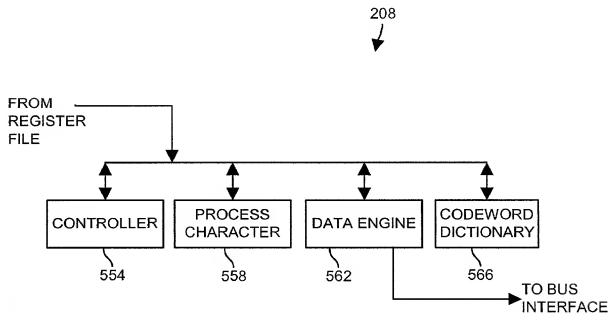 208
FROM
REGISTER
FILE
CONTROLLER
PROCESS
CHARACTER
DATA ENGINE
CODEWORD
DICTIONARY
554
558
562
566
TO BUS
INTERFACE